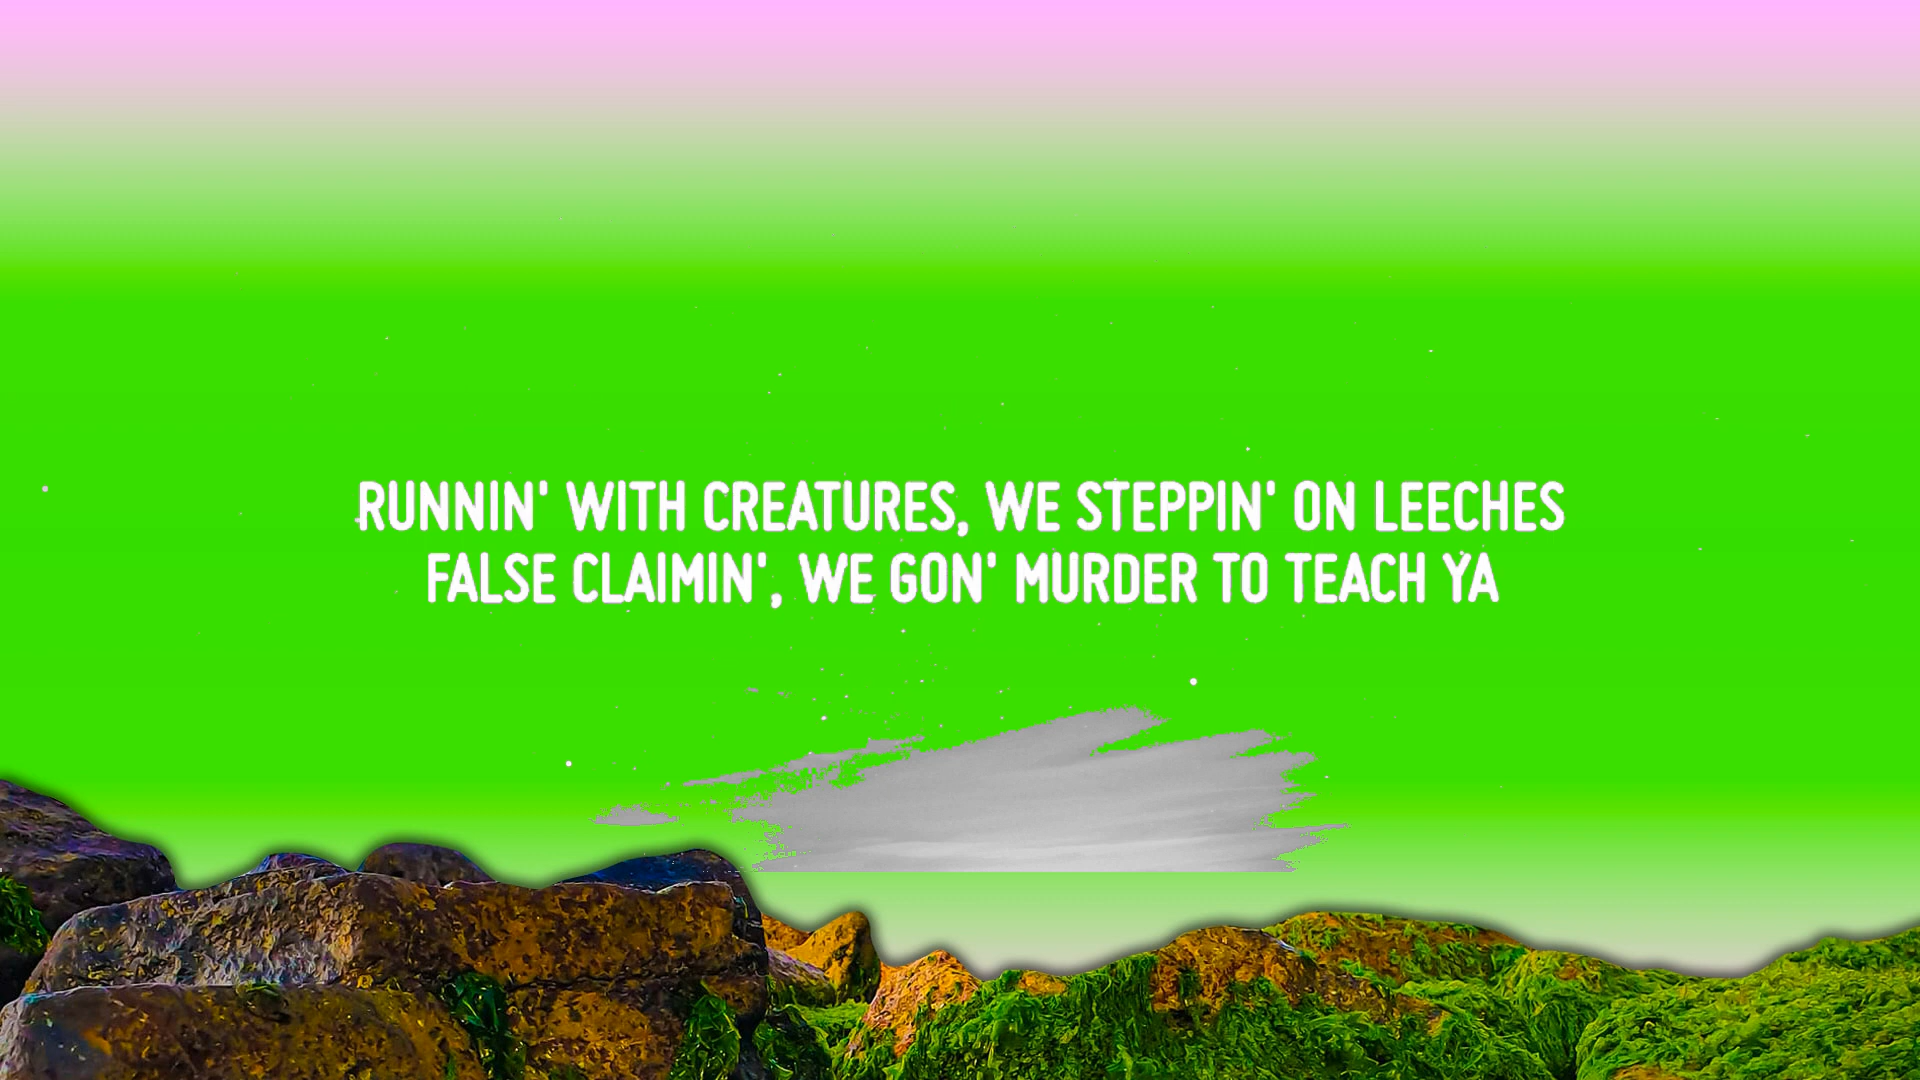 RUNNIN' WITH CREATURES, WE STEPPIN' ON LEECHES
FALSE CLAIMIN', WE GON' MURDER TO TEACH YA